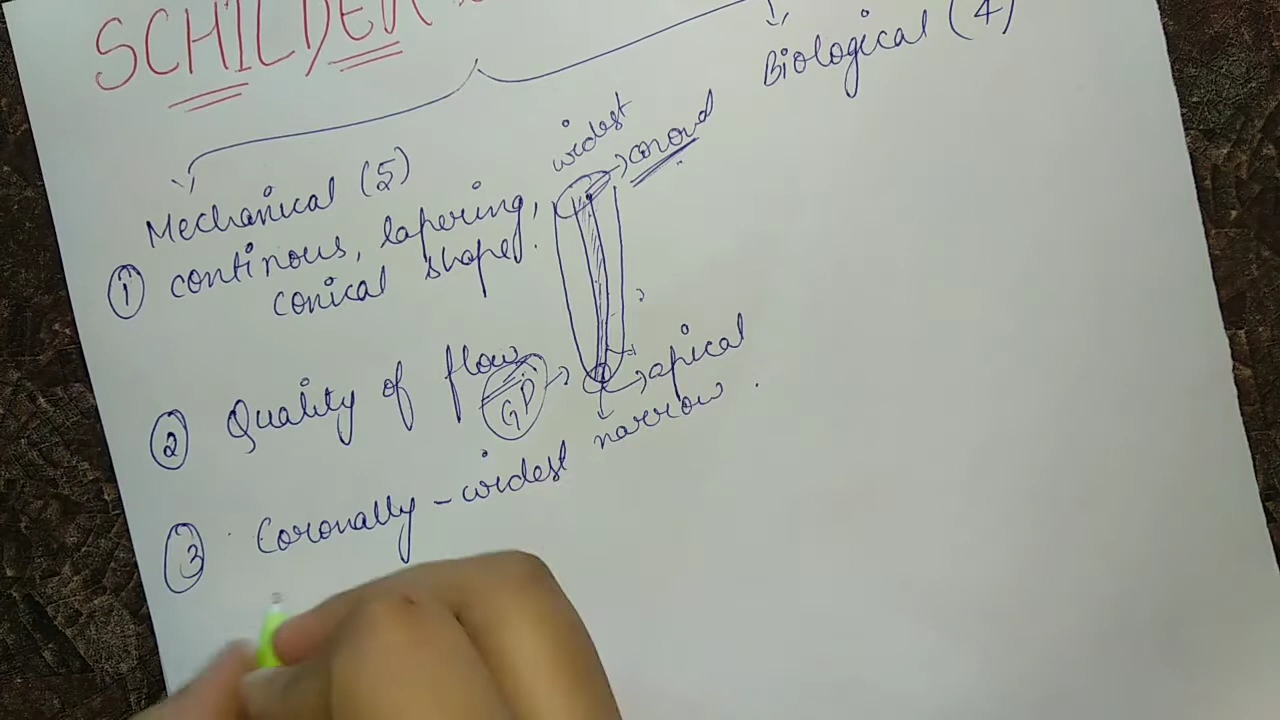 SCHILDER
Biological (4)
Mechanical (5)
widest
coronal
① continous, tapering,
conical shape.
② Quality of flow
GP
apical
narrow
③ Coronally - widest